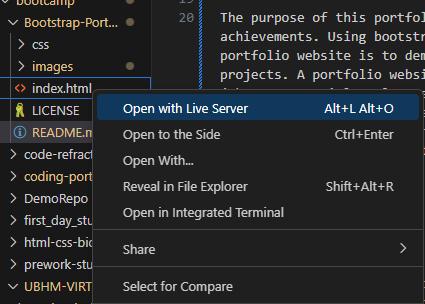 bootcamp
Bootstrap-Port
css
images
index.html
LICENSE
README.m
code-refract
coding-portf
DemoRepo
first_day_stu
html-css-bic
prework-stu
UBHM-VIRT
20 The purpose of this portfol
achievements. Using bootstr
portfolio website is to dem
projects. A portfolio websi
Open with Live Server Alt+L Alt+O
Open to the Side Ctrl+Enter
Open With...
Reveal in File Explorer Shift+Alt+R
Open in Integrated Terminal
Share
Select for Compare